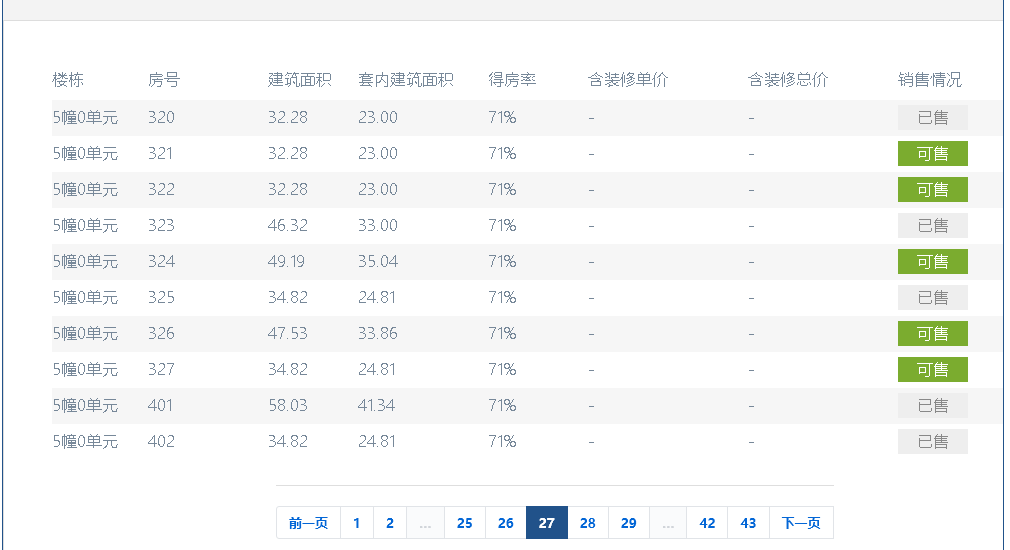 楼栋 房号 建筑面积 套内建筑面积 得房率 含装修单价 含装修总价 销售情况
5幢0单元 320 32.28 23.00 71% - - 已售
5幢0单元 321 32.28 23.00 71% - - 可售
5幢0单元 322 32.28 23.00 71% - - 可售
5幢0单元 323 46.32 33.00 71% - - 已售
5幢0单元 324 49.19 35.04 71% - - 可售
5幢0单元 325 34.82 24.81 71% - - 已售
5幢0单元 326 47.53 33.86 71% - - 可售
5幢0单元 327 34.82 24.81 71% - - 可售
5幢0单元 401 58.03 41.34 71% - - 已售
5幢0单元 402 34.82 24.81 71% - - 已售
前一页 1 2 ... 25 26 27 28 29 ... 42 43 下一页